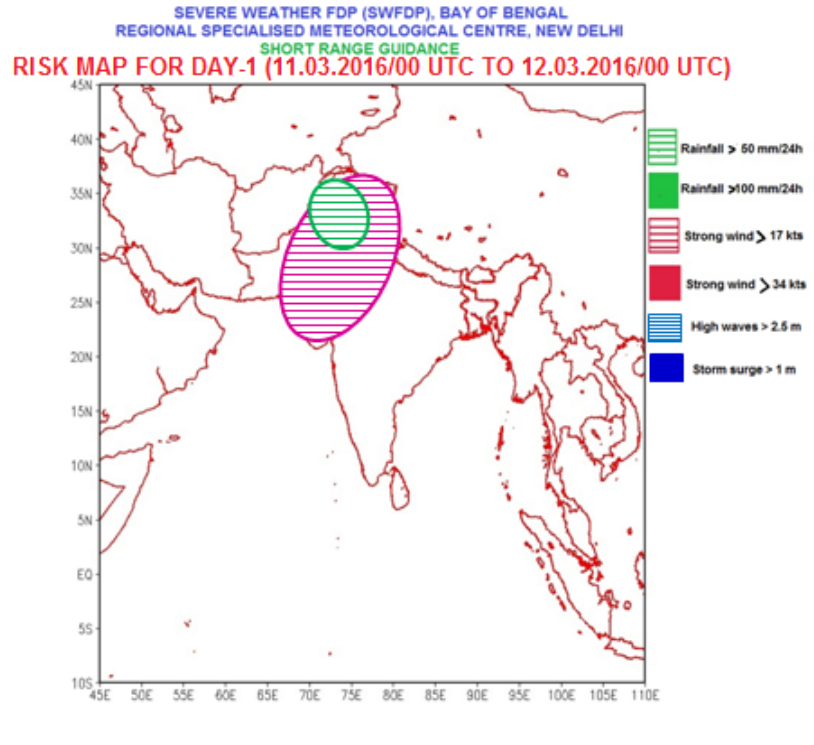 SEVERE WEATHER FDP (SWFDP), BAY OF BENGAL
REGIONAL SPECIALISED METEOROLOGICAL CENTRE, NEW DELHI
SHORT RANGE GUIDANCE
RISK MAP FOR DAY-1 (11.03.2016/00 UTC TO 12.03.2016/00 UTC)
45N
40N
35N
30N
25N
20N
15N
10N
5N
EQ
5S
10S
45E 50E 55E 60E 65E 70E 75E 80E 85E 90E 95E 100E 105E 110E
Rainfall > 50 mm/24h
Rainfall >100 mm/24h
Strong wind > 17 kts
Strong wind > 34 kts
High waves > 2.5 m
Storm surge > 1 m